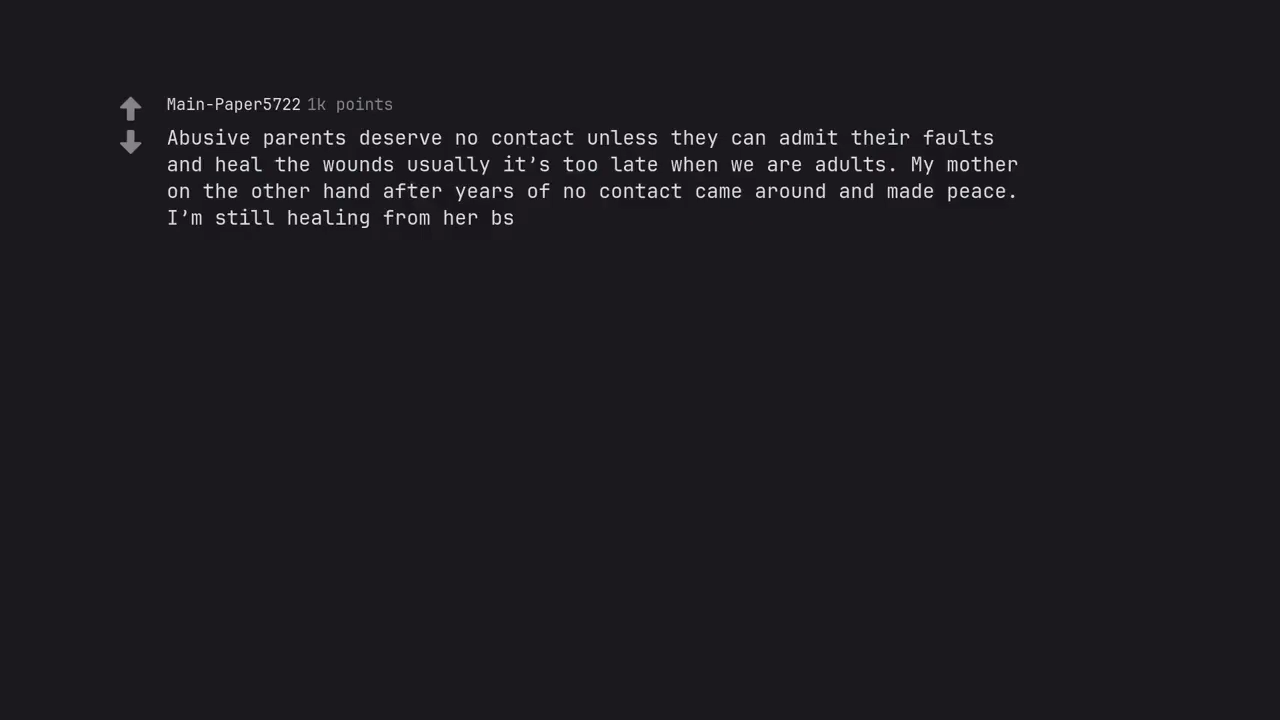 Main-Paper5722 1k points
Abusive parents deserve no contact unless they can admit their faults
and heal the wounds usually it’s too late when we are adults. My mother
on the other hand after years of no contact came around and made peace.
I’m still healing from her bs